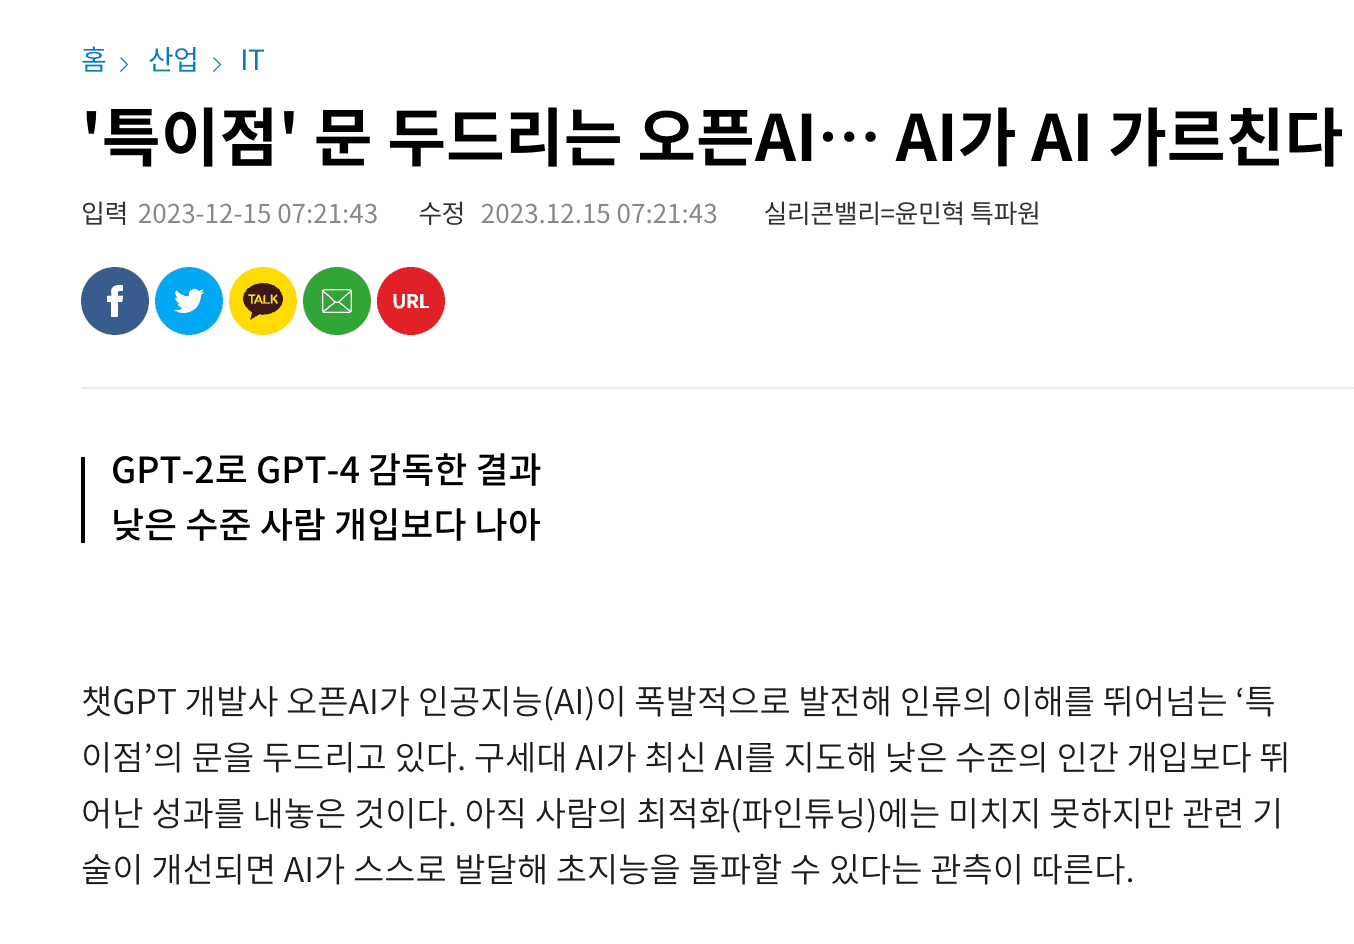 홈 > 산업 > IT
'특이점' 문 두드리는 오픈AI… AI가 AI 가르친다
입력 2023-12-15 07:21:43 수정 2023.12.15 07:21:43 실리콘밸리=윤민혁 특파원
f TALK URL
GPT-2로 GPT-4 감독한 결과
낮은 수준 사람 개입보다 나아
챗GPT 개발사 오픈AI가 인공지능(AI)이 폭발적으로 발전해 인류의 이해를 뛰어넘는 ‘특
이점’의 문을 두드리고 있다. 구세대 AI가 최신 AI를 지도해 낮은 수준의 인간 개입보다 뛰
어난 성과를 내놓은 것이다. 아직 사람의 최적화(파인튜닝)에는 미치지 못하지만 관련 기
술이 개선되면 AI가 스스로 발달해 초지능을 돌파할 수 있다는 관측이 따른다.